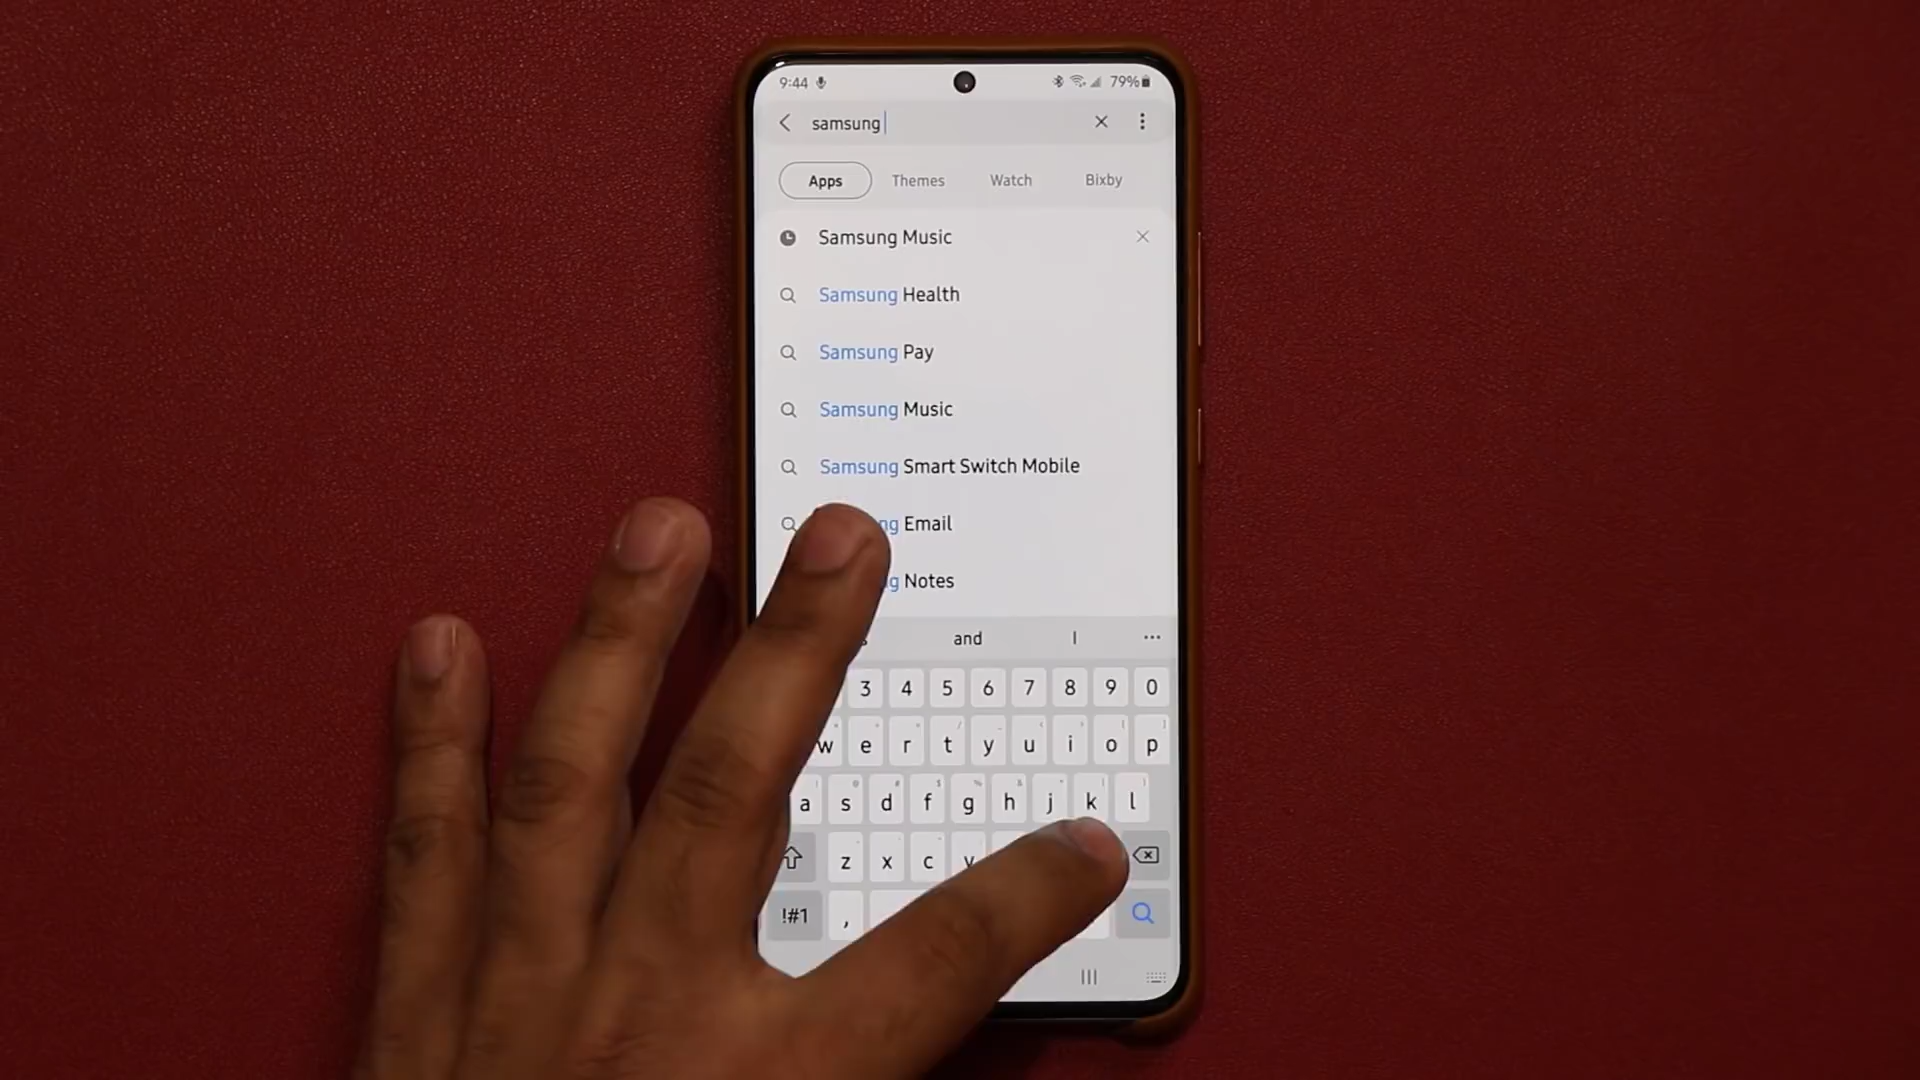 9:44 79%
samsung
Apps Themes Watch Bixby
Samsung Music
Samsung Health
Samsung Pay
Samsung Music
Samsung Smart Switch Mobile
ng Email
g Notes
and I
3 4 5 6 7 8 9 0
w e r t y u i o p
a s d f g h j k l
z x c v
!#1 ,